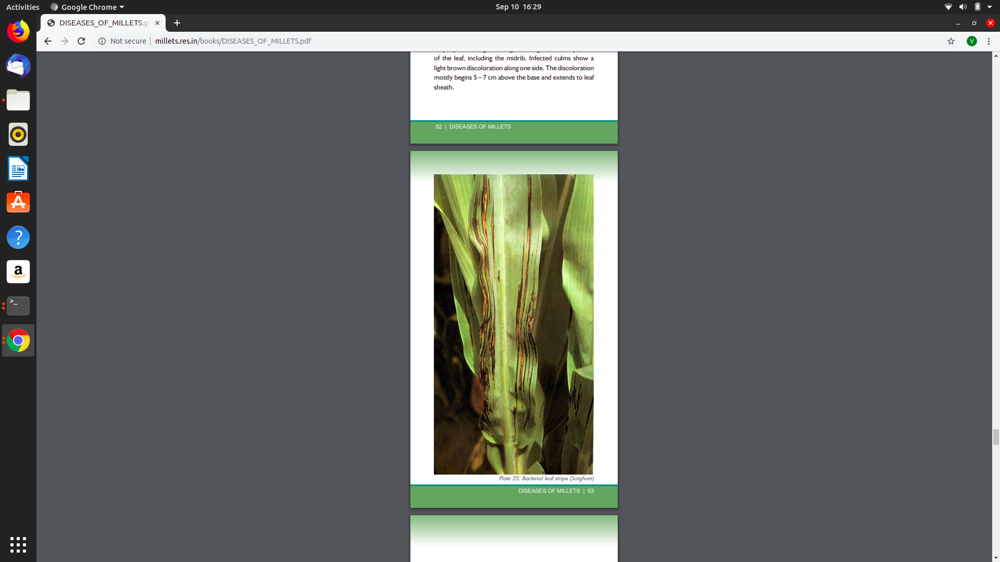 Activities
Google Chrome
Sep 10 16:29
DISEASES_OF_MILLETS.p
Not secure
millets.res.in/books/DISEASES_OF_MILLETS.pdf
V
of the leaf, including the midrib. Infected culms show a
light brown discoloration along one side. The discoloration
mostly begins 5–7 cm above the base and extends to leaf
sheath.
52 | DISEASES OF MILLETS
Plate 25: Bacterial leaf stripe (Sorghum)
DISEASES OF MILLETS | 53